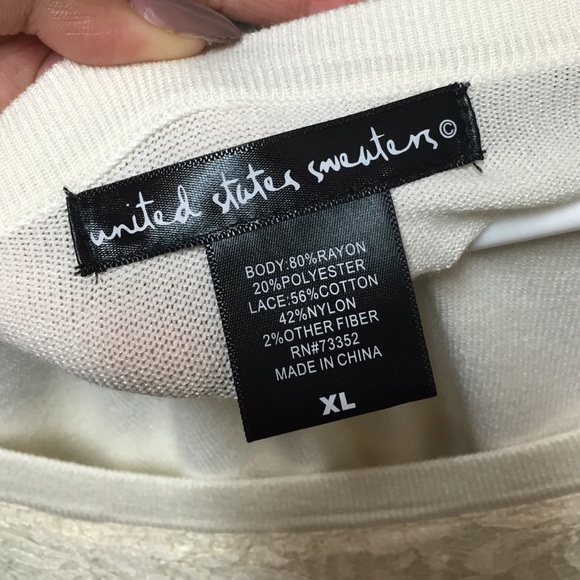 united states sweaters©
BODY:80%RAYON
20%POLYESTER
LACE:56%COTTON
42%NYLON
2%OTHER FIBER
RN#73352
MADE IN CHINA
XL